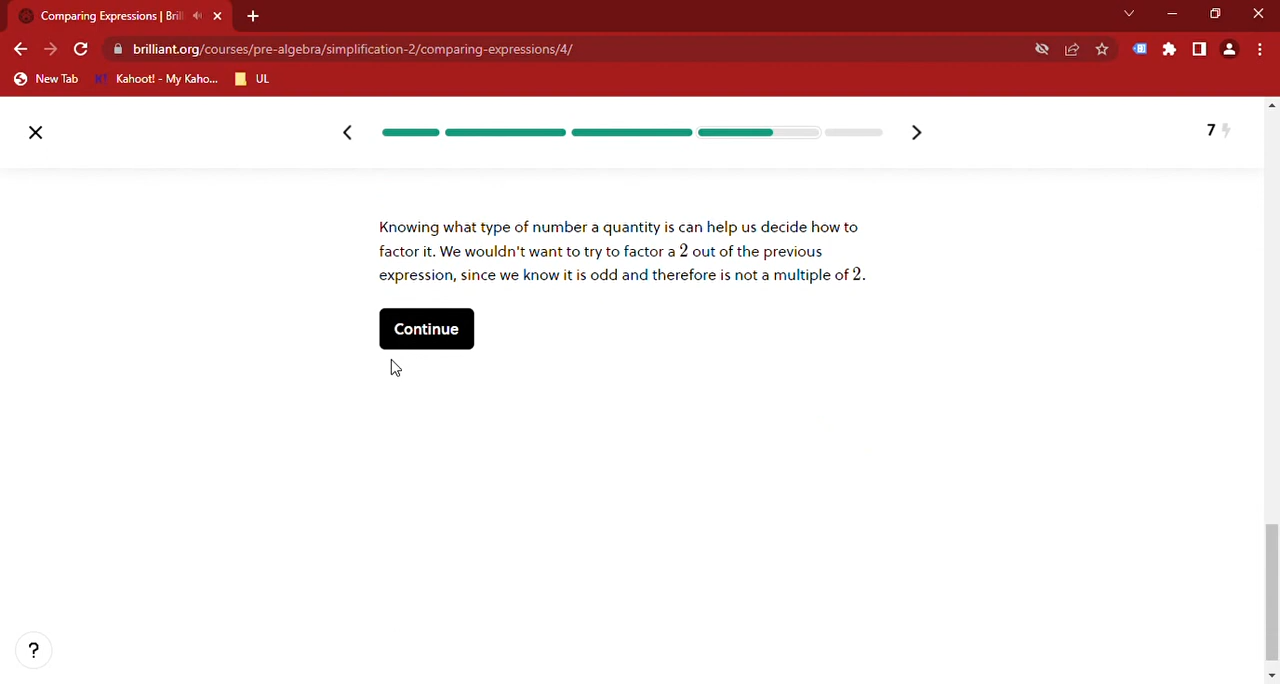 Comparing Expressions | Bril
brilliant.org/courses/pre-algebra/simplification-2/comparing-expressions/4/
New Tab K! Kahoot! - My Kaho... UL
7
Knowing what type of number a quantity is can help us decide how to
factor it. We wouldn't want to try to factor a 2 out of the previous
expression, since we know it is odd and therefore is not a multiple of 2.
Continue
?